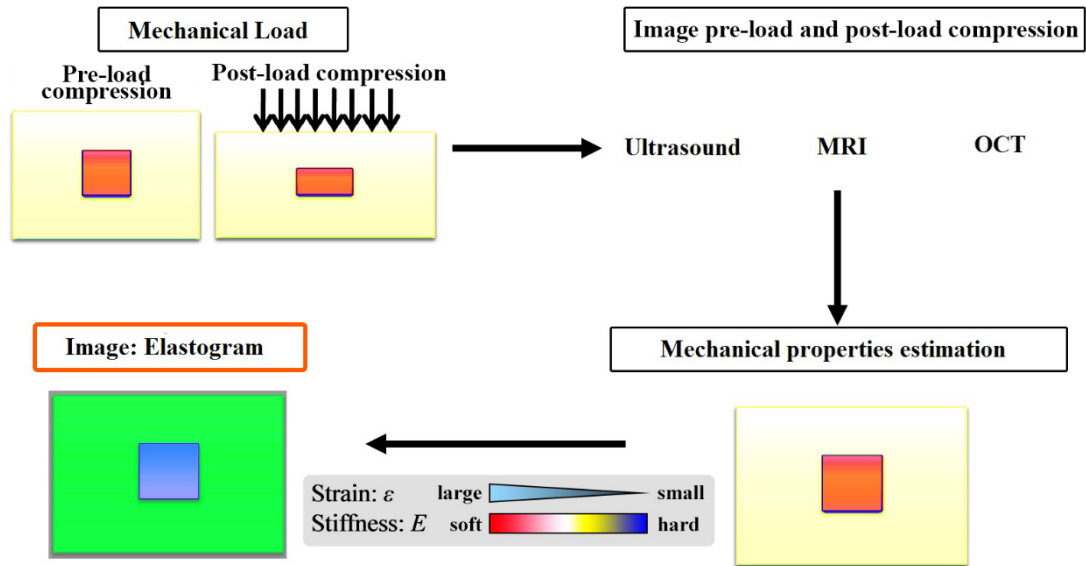 Mechanical Load
Image pre-load and post-load compression
Pre-load
compression
Post-load compression
Ultrasound MRI OCT
Image: Elastogram
Mechanical properties estimation
Strain: ε large small
Stiffness: E soft hard